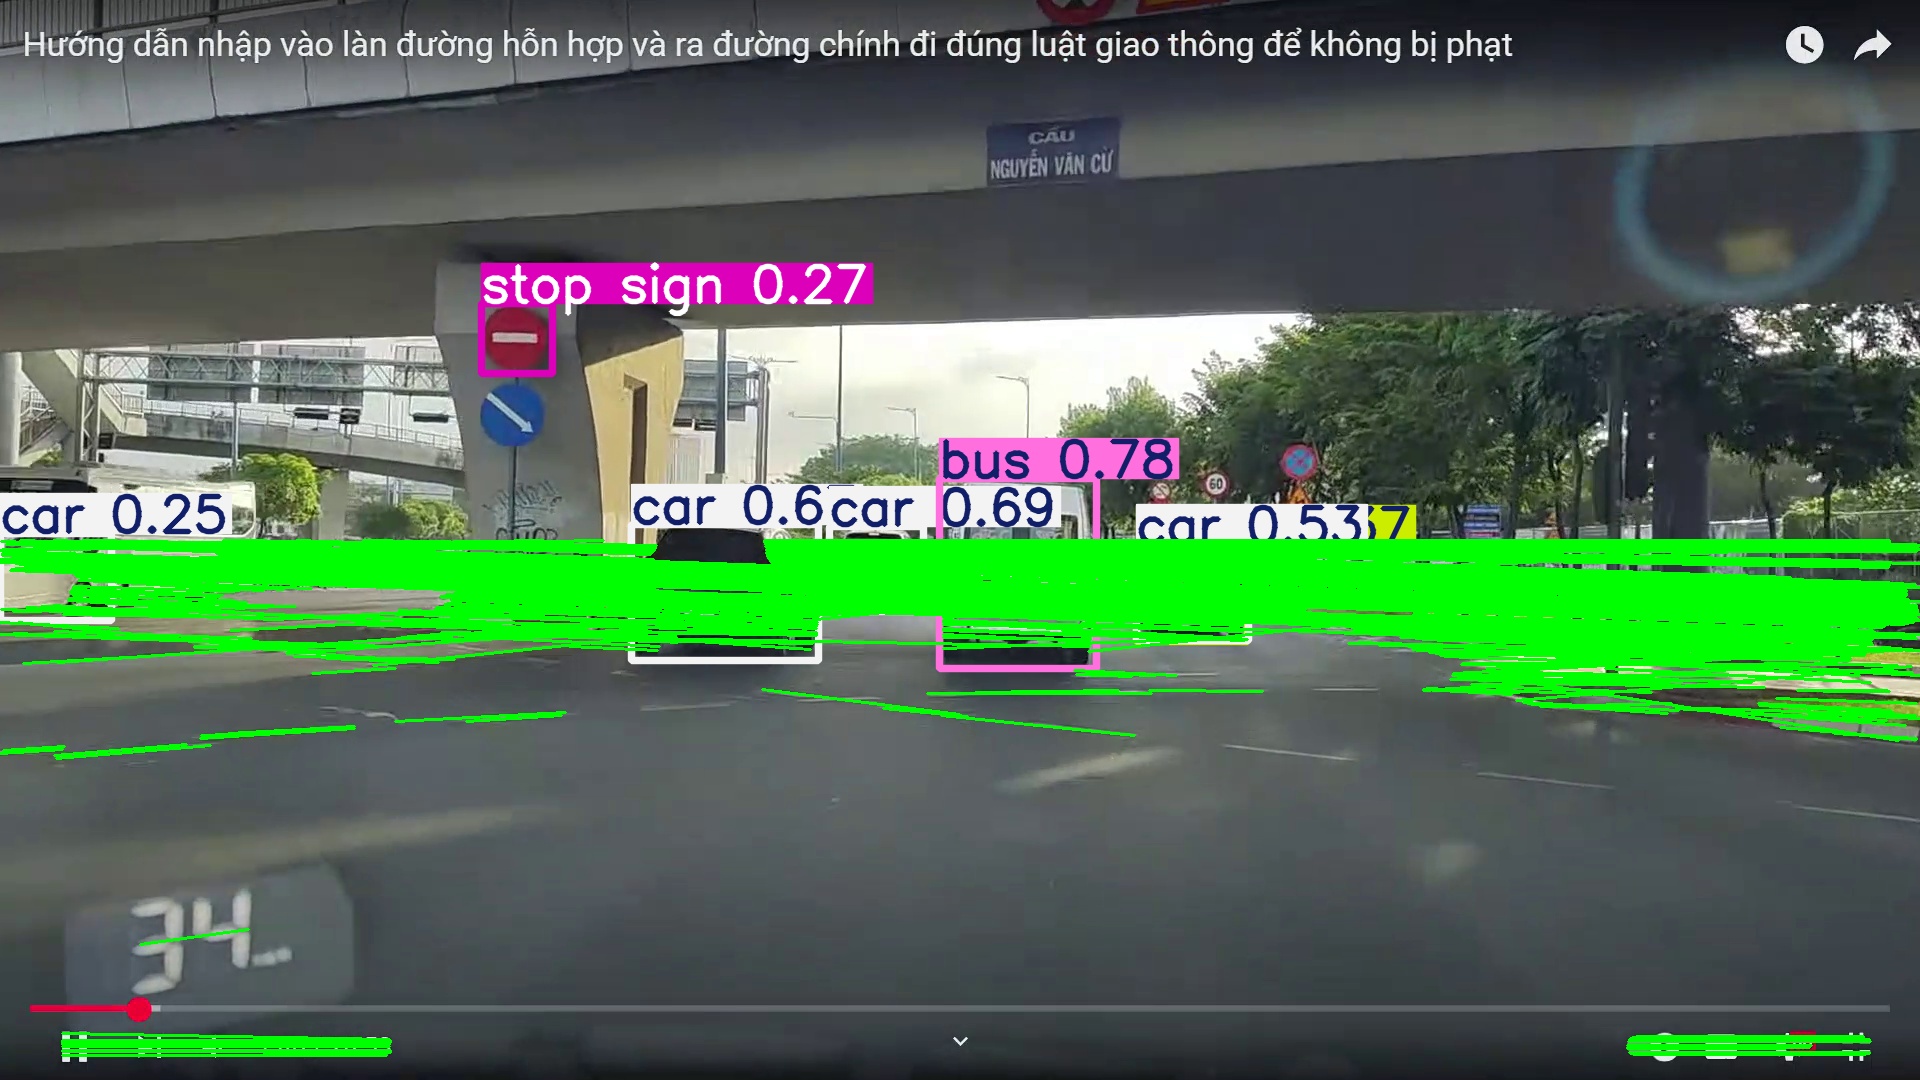 Hướng dẫn nhập vào làn đường hỗn hợp và ra đường chính đi đúng luật giao thông để không bị phạt
CẦU
NGUYỄN VĂN CỪ
stop sign 0.27
bus 0.78
60
car 0.25
car 0.6
car 0.69
car 0.53
34